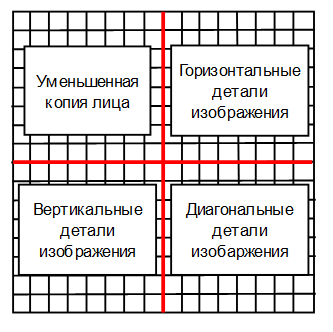 Уменьшенная
копия лица
Горизонтальные
детали
изображения
Вертикальные
детали
изображения
Диагональные
детали
изобаржения